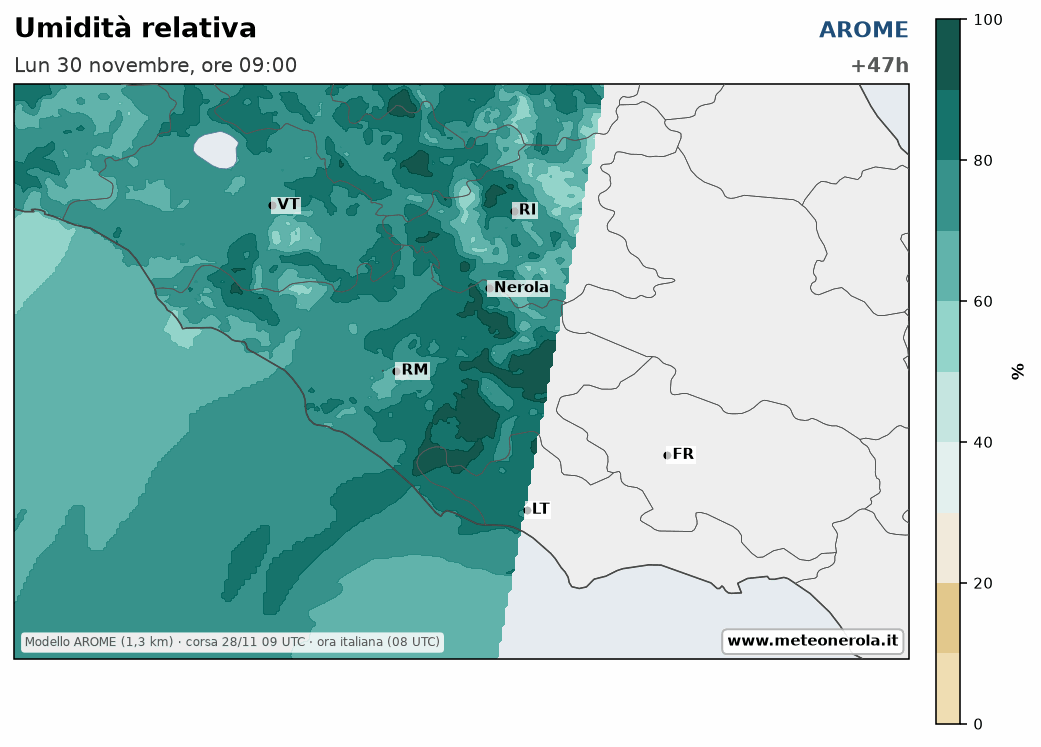 Umidità relativa
AROME
Lun 30 novembre, ore 09:00
+47h
100
80
60
40
20
0
%
VT
RI
Nerola
RM
FR
LT
Modello AROME (1,3 km) · corsa 28/11 09 UTC · ora italiana (08 UTC)
www.meteonerola.it